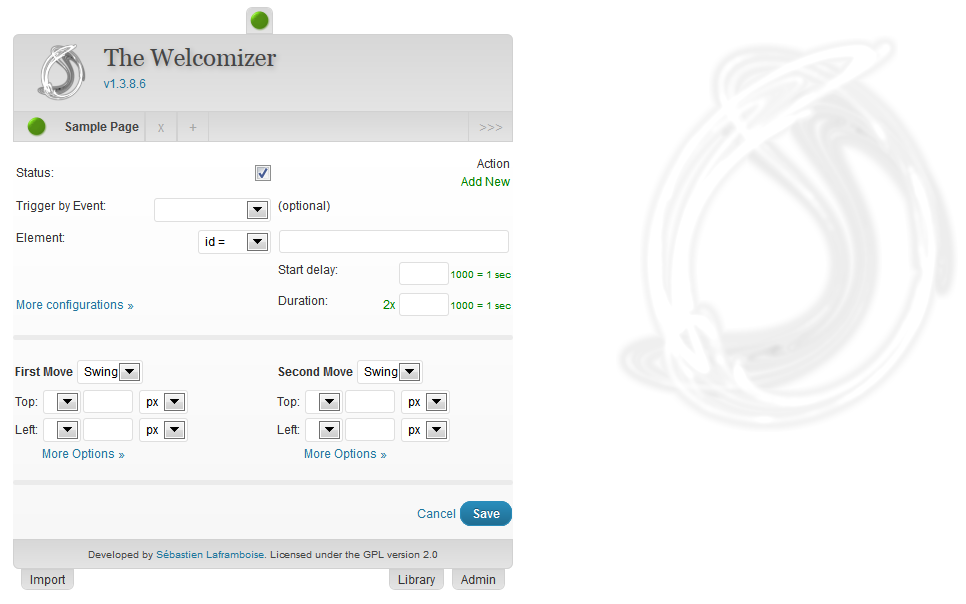 The Welcomizer
v1.3.8.6
Sample Page x + >>>
Status: Action
Add New
Trigger by Event: (optional)
Element: id =
Start delay: 1000 = 1 sec
More configurations » Duration: 2x 1000 = 1 sec
First Move Swing Second Move Swing
Top: px Top: px
Left: px Left: px
More Options » More Options »
Cancel Save
Developed by Sébastien Laframboise. Licensed under the GPL version 2.0
Import Library Admin